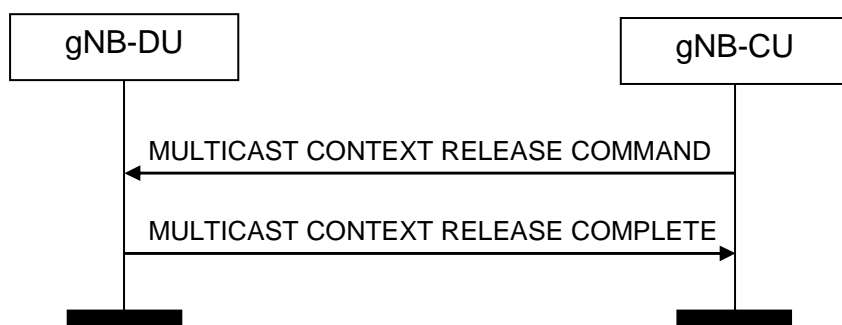 gNB-DU
gNB-CU
MULTICAST CONTEXT RELEASE COMMAND
MULTICAST CONTEXT RELEASE COMPLETE